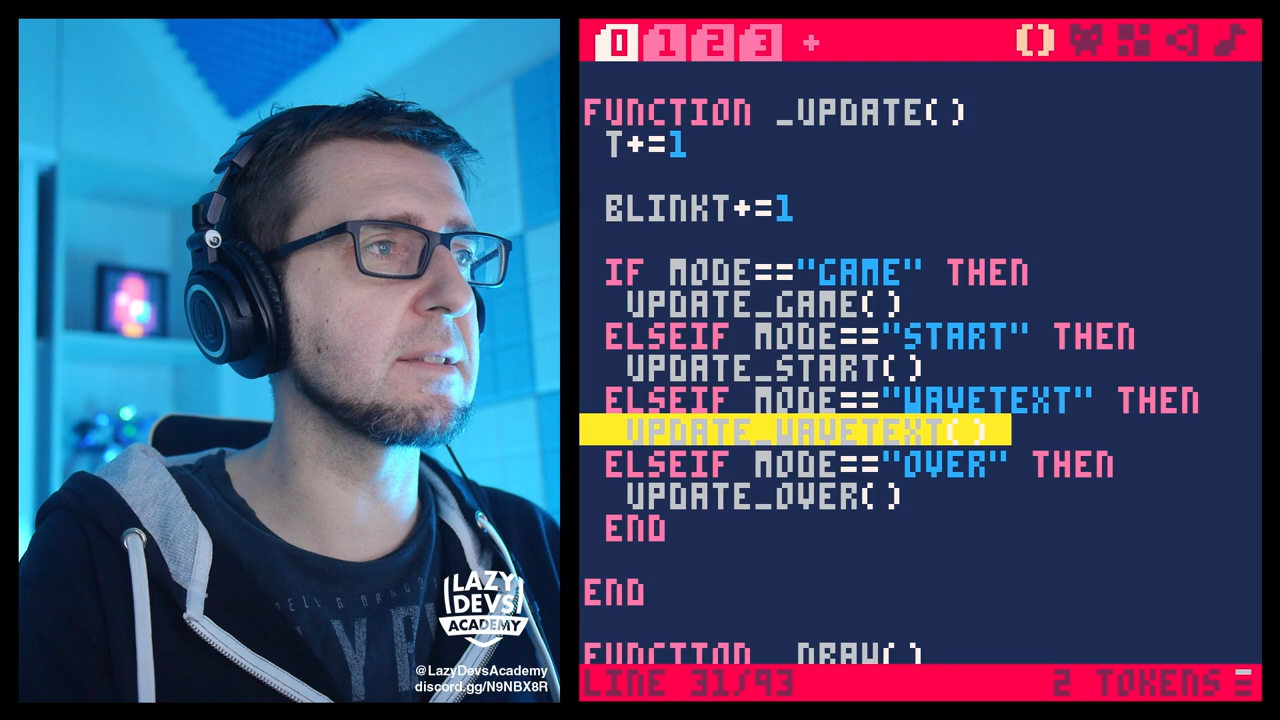 LAZY
DEVS
ACADEMY
@LazyDevsAcademy
discord.gg/N9NBX8R
0 1 2 3 +
FUNCTION _UPDATE()
T+=1
BLINKT+=1
IF MODE=="GAME" THEN
UPDATE_GAME()
ELSEIF MODE=="START" THEN
UPDATE_START()
ELSEIF MODE=="WAVETEXT" THEN
UPDATE_WAVETEXT()
ELSEIF MODE=="OVER" THEN
UPDATE_OVER()
END
END
FUNCTION _DRAW()
LINE 31/93
2 TOKENS